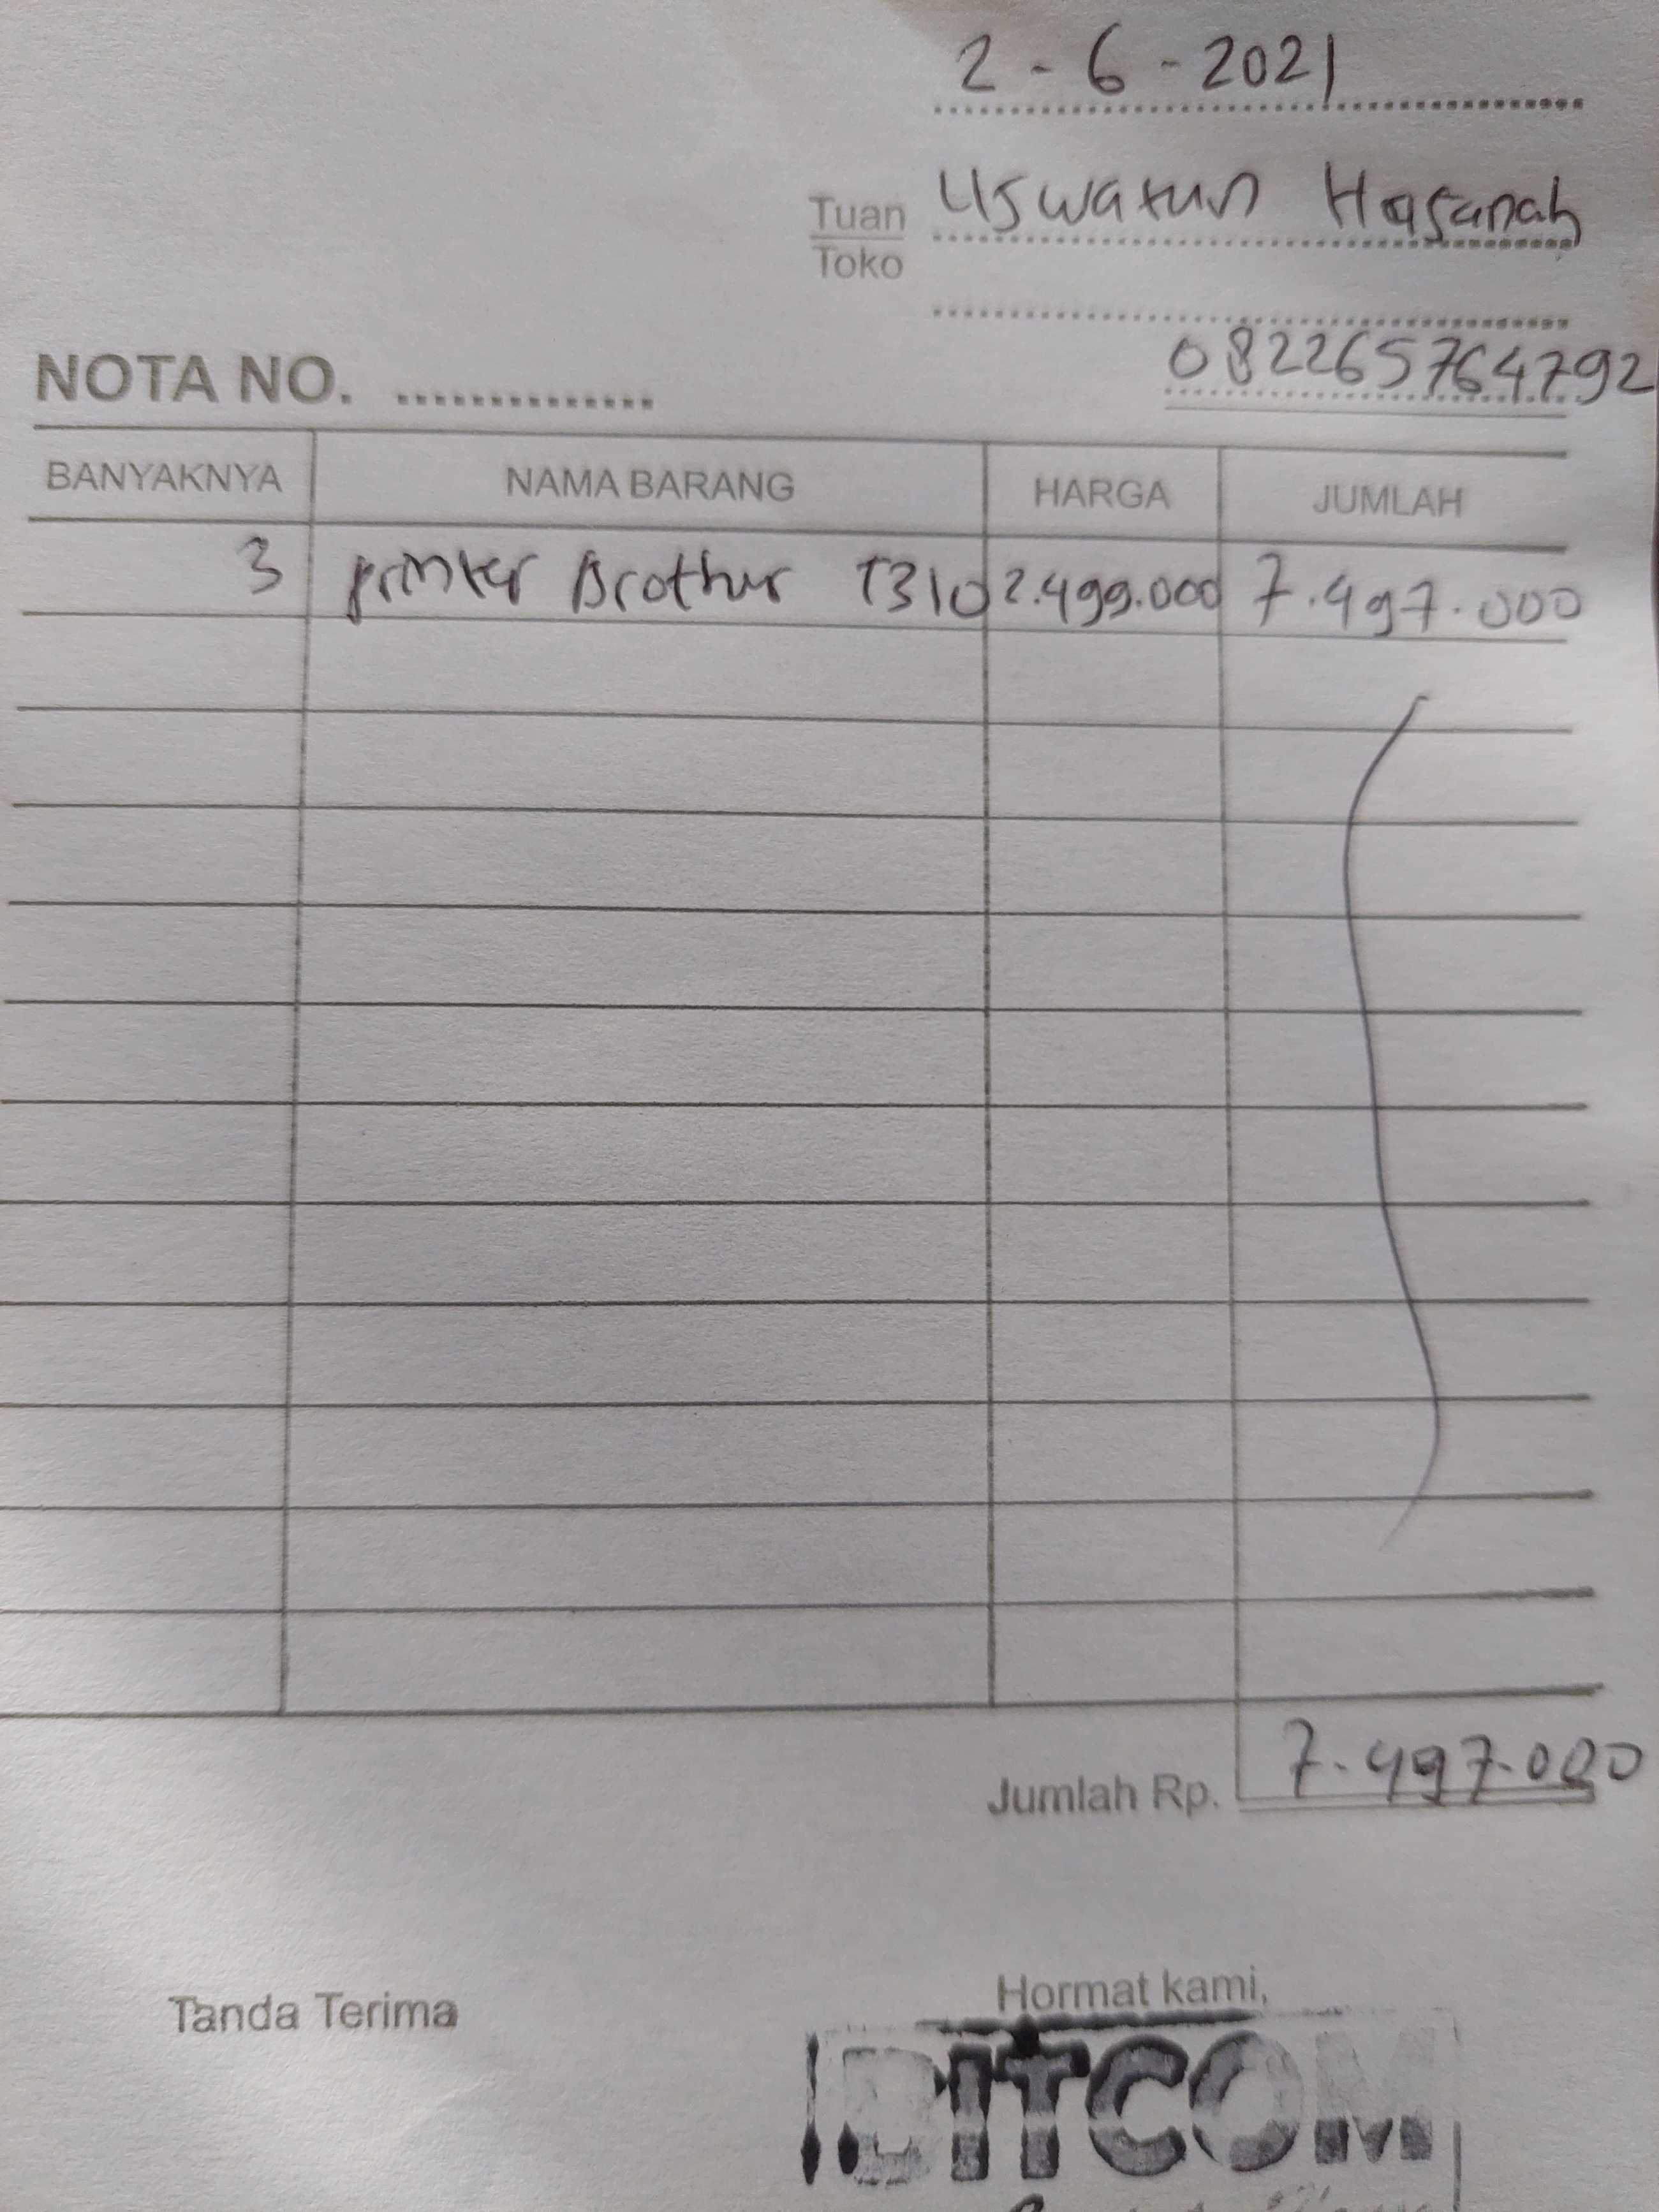 2 - 6 - 2021
Tuan Uswatun Hasanah
Toko
082265764792
NOTA NO. ..............
BANYAKNYA NAMA BARANG HARGA JUMLAH
3 printer Brother T310 2.499.000 7.497.000
Jumlah Rp. 7.497.000
Tanda Terima Hormat kami,
BITCOM